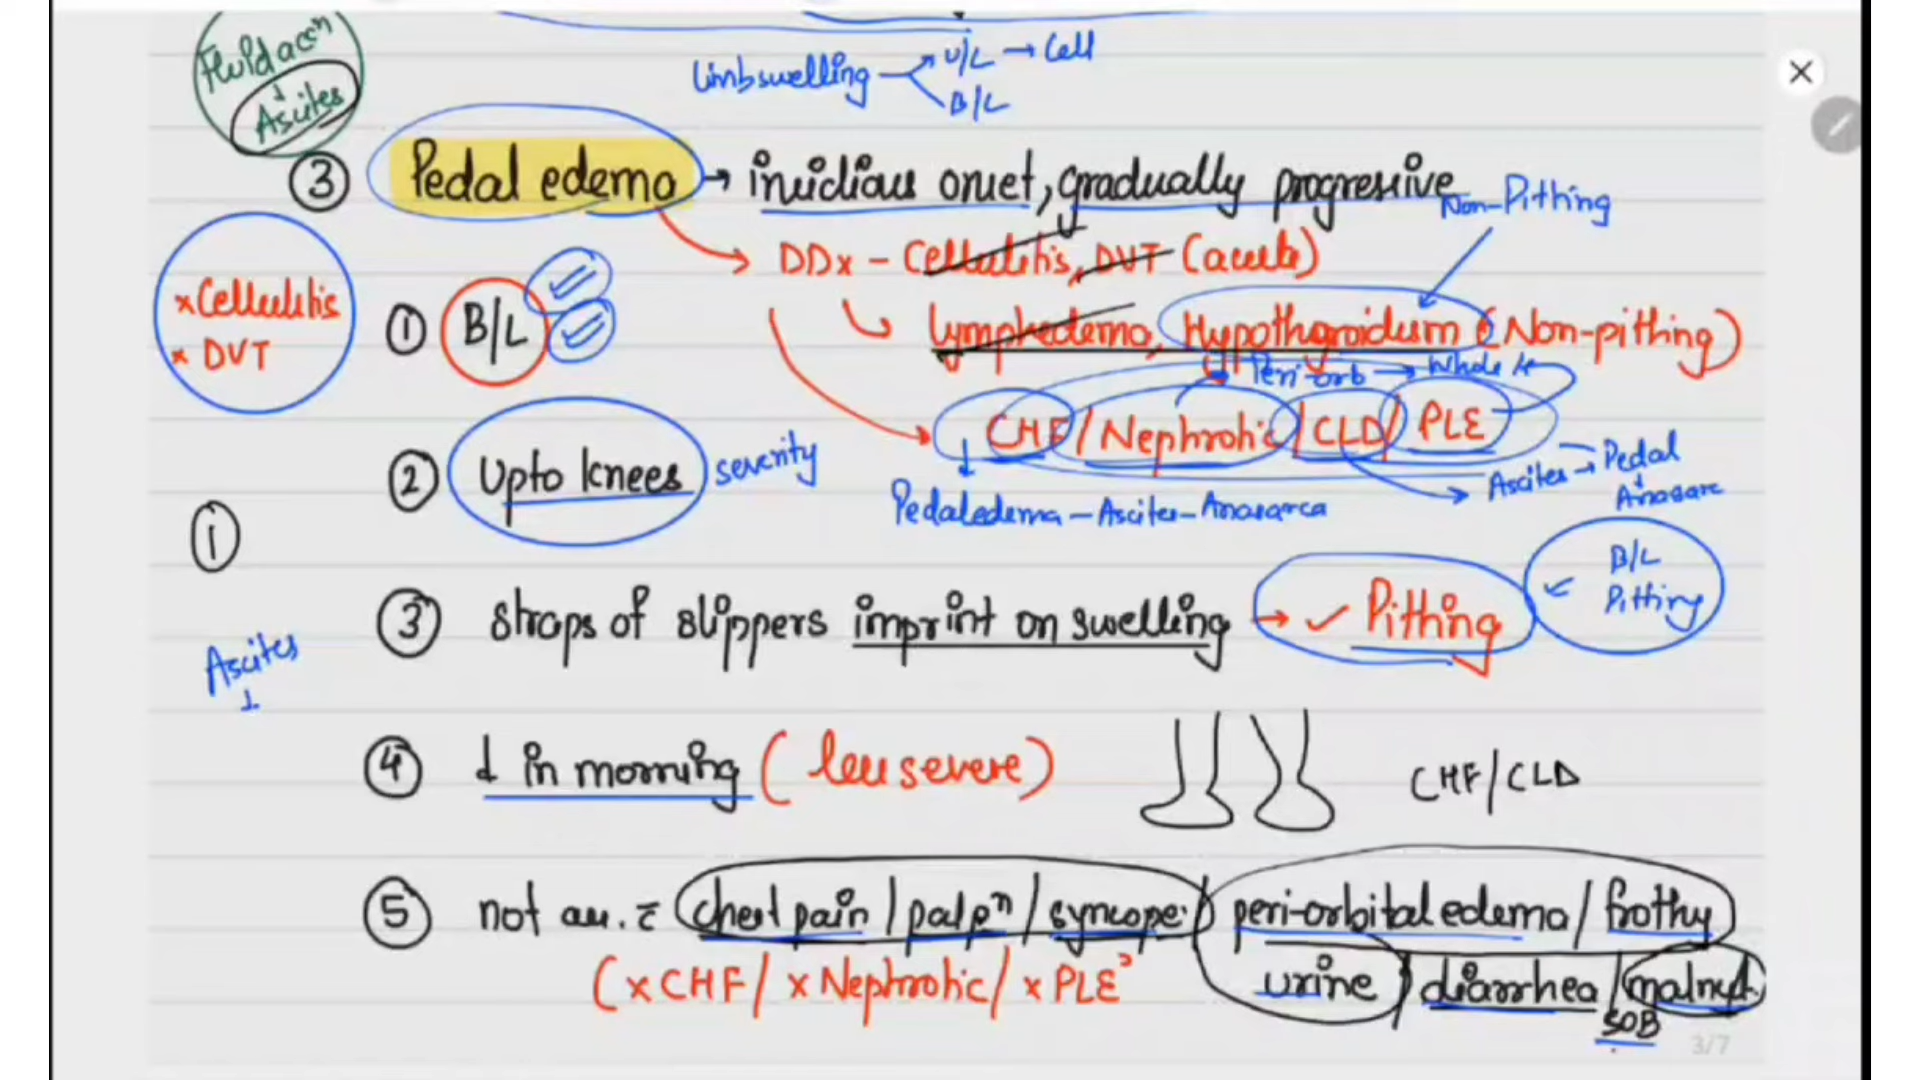 Fluid accⁿ
↓
Ascites
Limb swelling → U/L → Cell
B/L
③ Pedal edema → insidious onset, gradually progressive
Non-Pitting
DDx - Cellulitis, DVT (acute)
x Cellulitis
x DVT
① B/L
Lymphedema, Hypothyroidism (Non-pitting)
Peri-orb → Whole
CHF/Nephrotic/CLD/PLE
② Upto knees severity
Ascites → Pedal
↓
Anasarc
Pedal edema - Ascites - Anasarca
①
B/L
Pitting
③ straps of slippers imprint on swelling → ✓ Pitting
Ascites
④ ↓ in morning (less severe)
CHF/CLD
⑤ not ass. c̄ chest pain/palpⁿ/syncope/peri-orbital edema/frothy
urine/diarrhea/malnut.
(x CHF/ x Nephrotic/ x PLE)
SOB
3/7